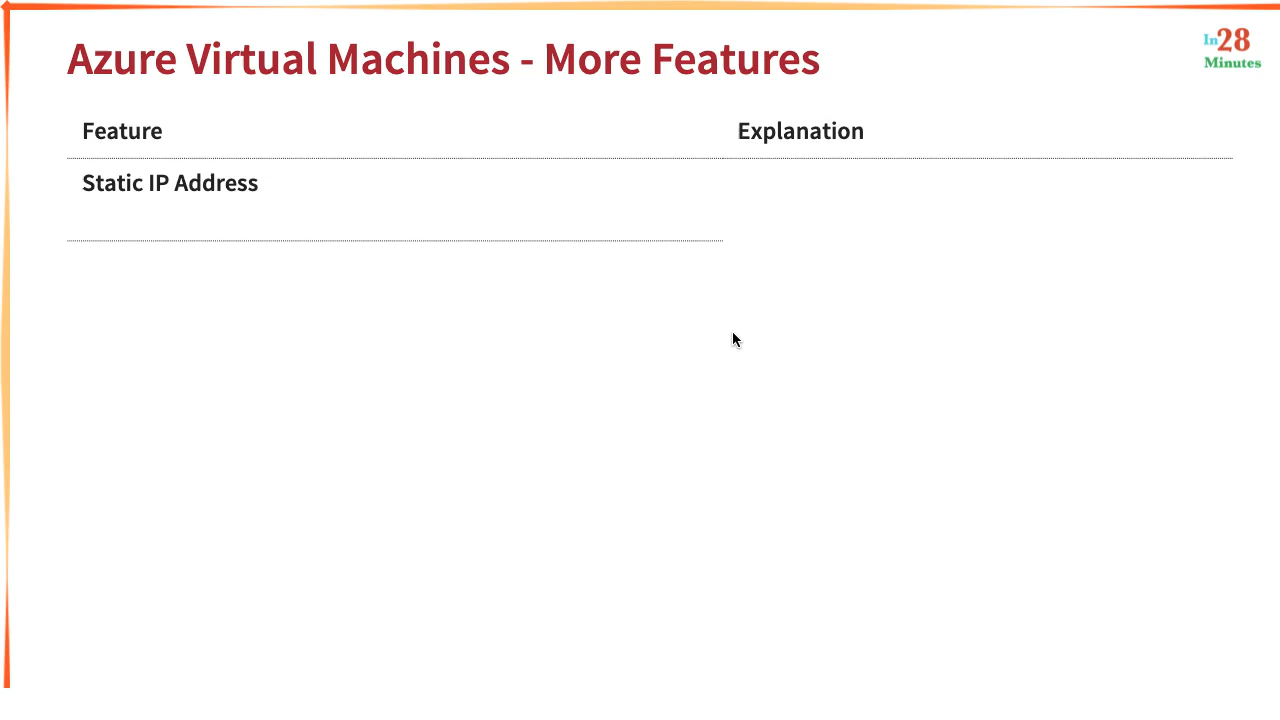 Azure Virtual Machines - More Features
In28
Minutes
Feature
Explanation
Static IP Address